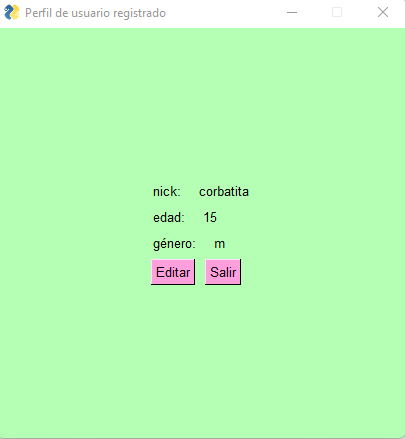 Perfil de usuario registrado
nick: corbatita
edad: 15
género: m
Editar Salir